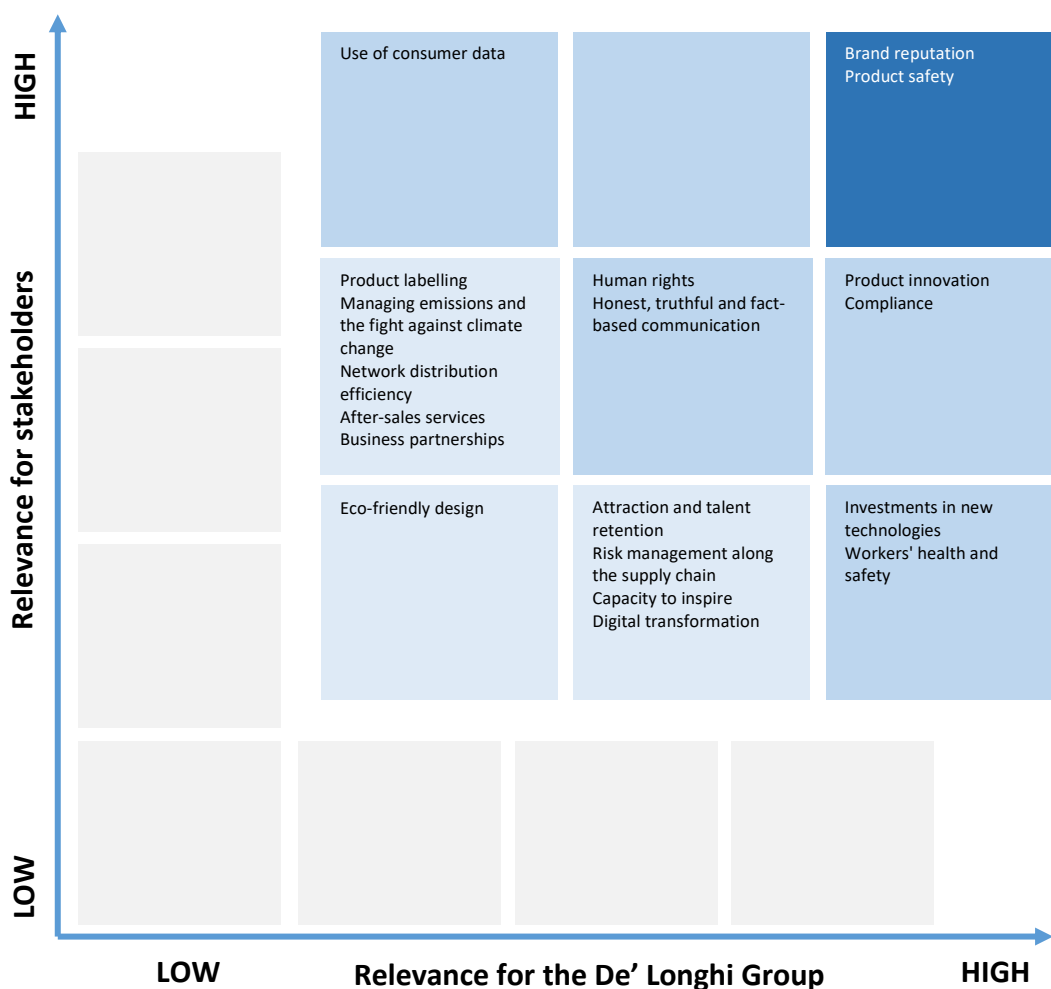 HIGH
Relevance for stakeholders
LOW
Use of consumer data
Brand reputation
Product safety
Product labelling
Managing emissions and
the fight against climate
change
Network distribution
efficiency
After-sales services
Business partnerships
Human rights
Honest, truthful and fact-
based communication
Product innovation
Compliance
Eco-friendly design
Attraction and talent
retention
Risk management along
the supply chain
Capacity to inspire
Digital transformation
Investments in new
technologies
Workers' health and
safety
LOW
Relevance for the De’ Longhi Group
HIGH